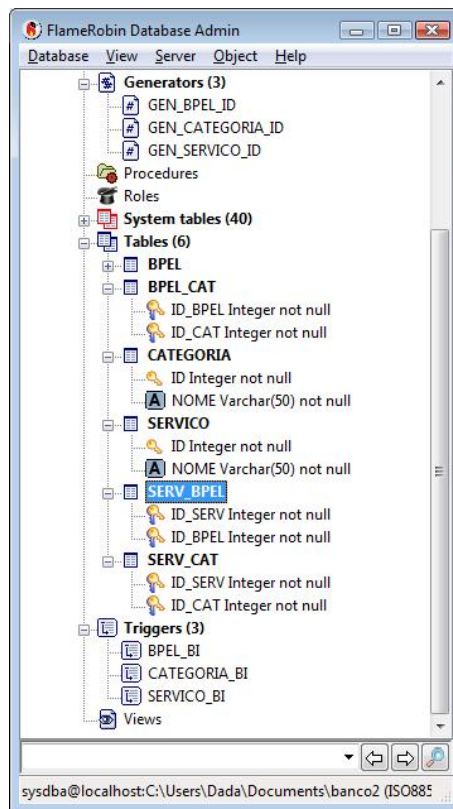 FlameRobin Database Admin
Database View Server Object Help
Generators (3)
# GEN_BPEL_ID
# GEN_CATEGORIA_ID
# GEN_SERVICO_ID
Procedures
Roles
System tables (40)
Tables (6)
BPEL
BPEL_CAT
ID_BPEL Integer not null
ID_CAT Integer not null
CATEGORIA
ID Integer not null
A NOME Varchar(50) not null
SERVICO
ID Integer not null
A NOME Varchar(50) not null
SERV_BPEL
ID_SERV Integer not null
ID_BPEL Integer not null
SERV_CAT
ID_SERV Integer not null
ID_CAT Integer not null
Triggers (3)
BPEL_BI
CATEGORIA_BI
SERVICO_BI
Views
sysdba@localhost:C:\Users\Dada\Documents\banco2 (ISO885